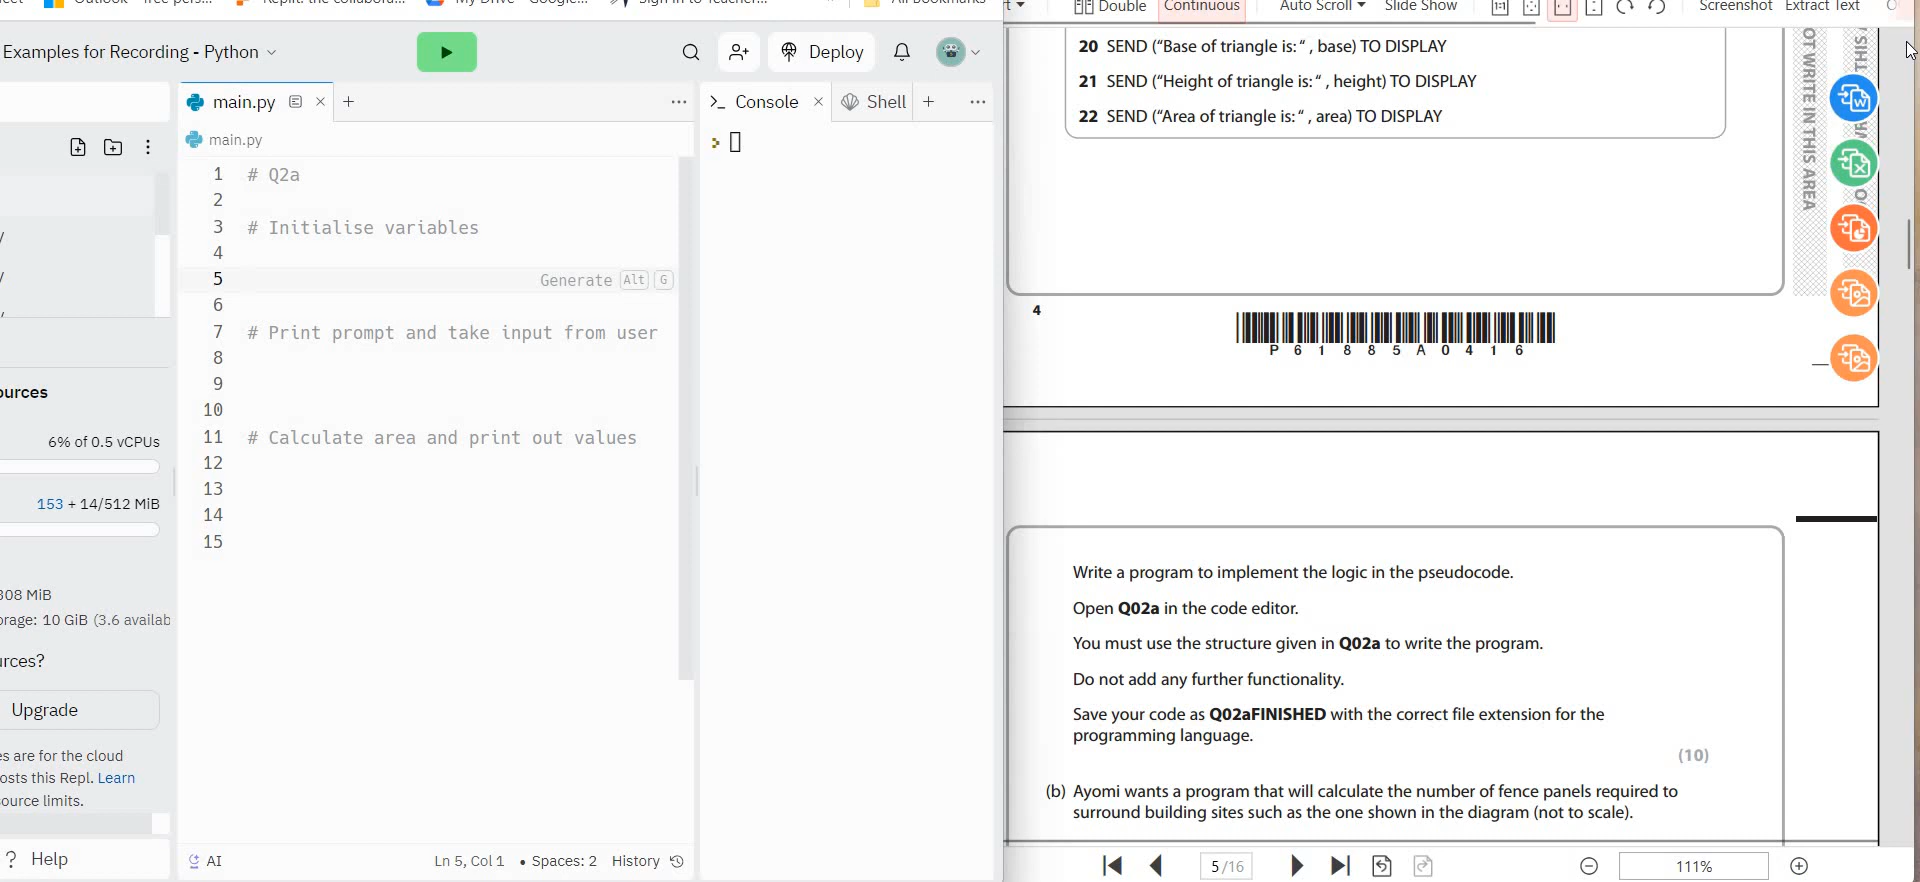 Examples for Recording - Python
Deploy
main.py
Console
Shell
main.py
1 # Q2a
2
3 # Initialise variables
4
5 Generate Alt G
6
7 # Print prompt and take input from user
8
9
10
11 # Calculate area and print out values
12
13
14
15
6% of 0.5 vCPUs
153 + 14/512 MiB
308 MiB
10 GiB (3.6 availab
Upgrade
es are for the cloud
osts this Repl. Learn
Help
AI
Ln 5, Col 1 • Spaces: 2 History
Double Continuous Auto Scroll Slide Show Screenshot Extract Text
20 SEND (“Base of triangle is:“ , base) TO DISPLAY
21 SEND (“Height of triangle is:“ , height) TO DISPLAY
22 SEND (“Area of triangle is:“ , area) TO DISPLAY
OT WRITE IN THIS AREA
4
P 6 1 8 8 5 A 0 4 1 6
Write a program to implement the logic in the pseudocode.
Open Q02a in the code editor.
You must use the structure given in Q02a to write the program.
Do not add any further functionality.
Save your code as Q02aFINISHED with the correct file extension for the
programming language.
(10)
(b) Ayomi wants a program that will calculate the number of fence panels required to
surround building sites such as the one shown in the diagram (not to scale).
5 /16
111%